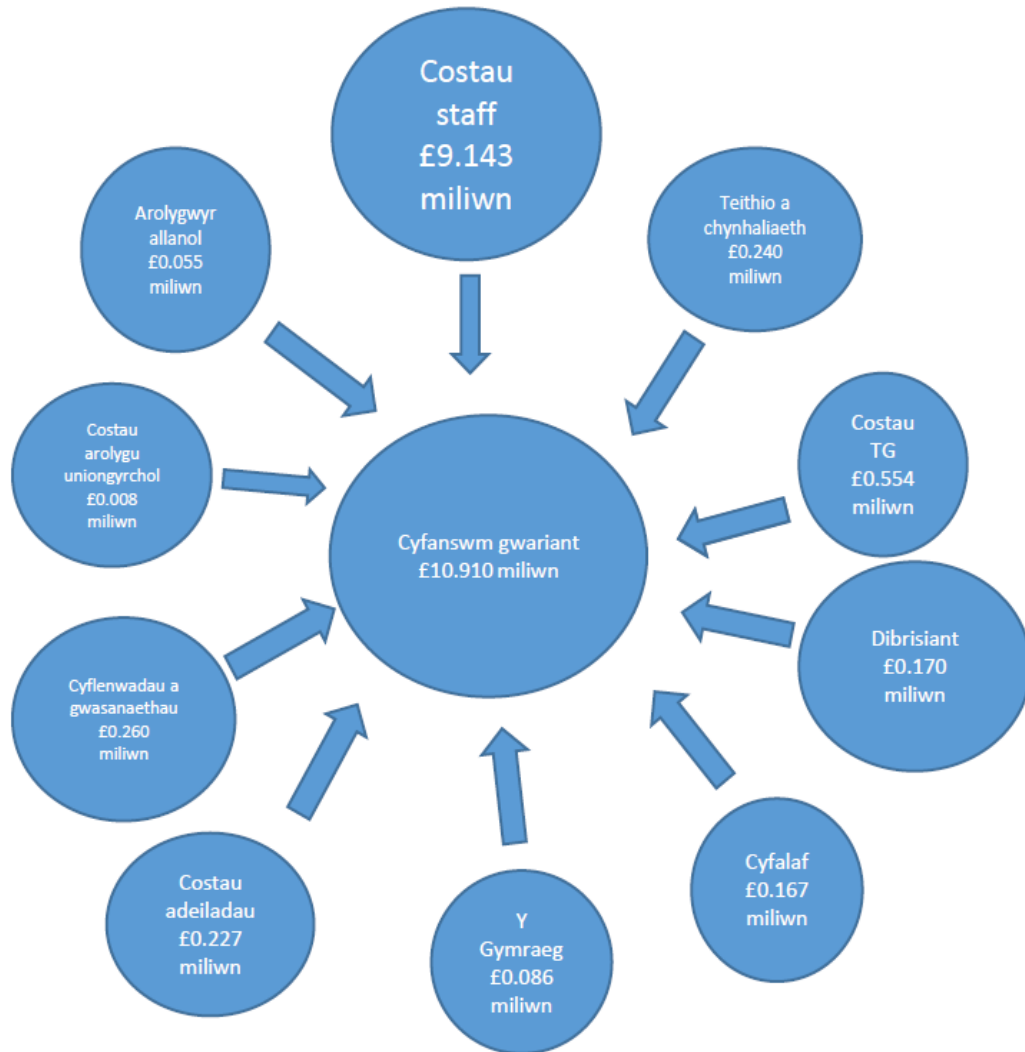 Costau
staff
£9.143
miliwn
Teithio a
chynhaliaeth
£0.240
miliwn
Costau
TG
£0.554
miliwn
Dibrisiant
£0.170
miliwn
Cyfalaf
£0.167
miliwn
Y
Gymraeg
£0.086
miliwn
Costau
adeiladau
£0.227
miliwn
Cyflenwadau a
gwasanaethau
£0.260
miliwn
Costau
arolygu
uniongyrchol
£0.008
miliwn
Arolygwyr
allanol
£0.055
miliwn
Cyfanswm gwariant
£10.910 miliwn